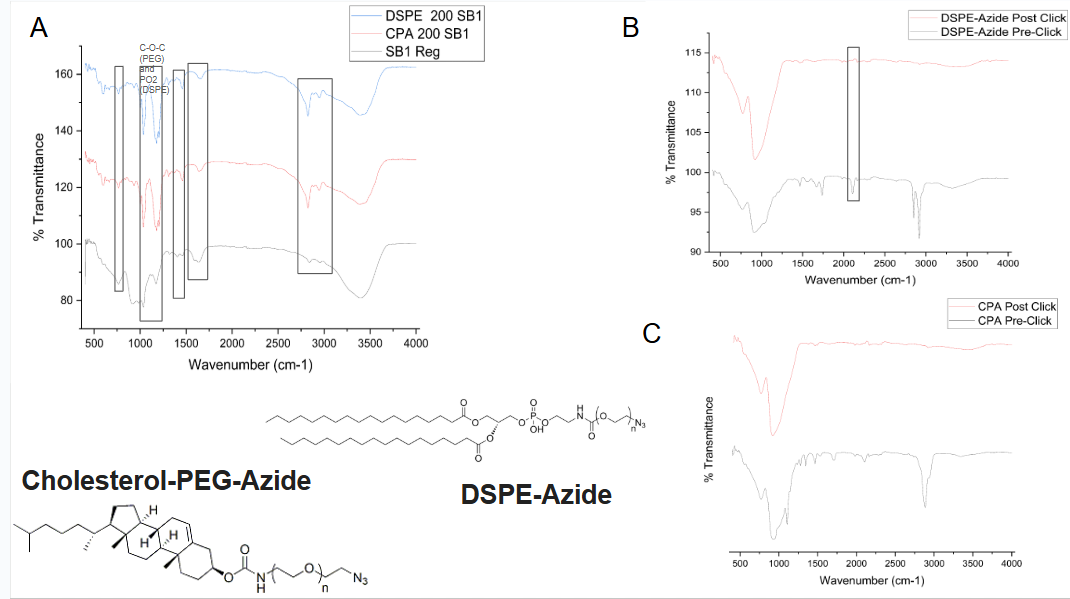 A
DSPE 200 SB1
CPA 200 SB1
SB1 Reg
C-O-C
(PEG)
and
PO2
(DSPE)
160
140
120
100
80
% Transmittance
500 1000 1500 2000 2500 3000 3500 4000
Wavenumber (cm-1)
B
DSPE-Azide Post Click
DSPE-Azide Pre-Click
115
110
105
100
95
90
% Transmittance
500 1000 1500 2000 2500 3000 3500 4000
Wavenumber (cm-1)
C
CPA Post Click
CPA Pre-Click
% Transmittance
500 1000 1500 2000 2500 3000 3500 4000
Wavenumber (cm-1)
O
O
O
P
O
OH
O
H
N
O
O
n
N3
O
O
Cholesterol-PEG-Azide
DSPE-Azide
H
H
H
O
O
N
H
O
n
N3